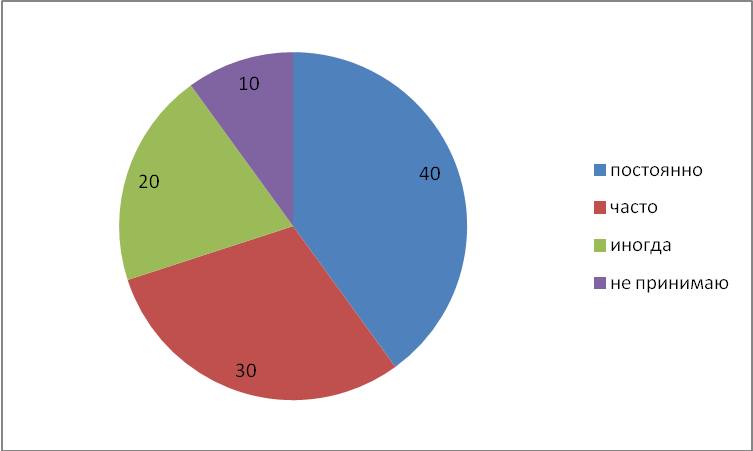 10
40
20
30
постоянно
часто
иногда
не принимаю